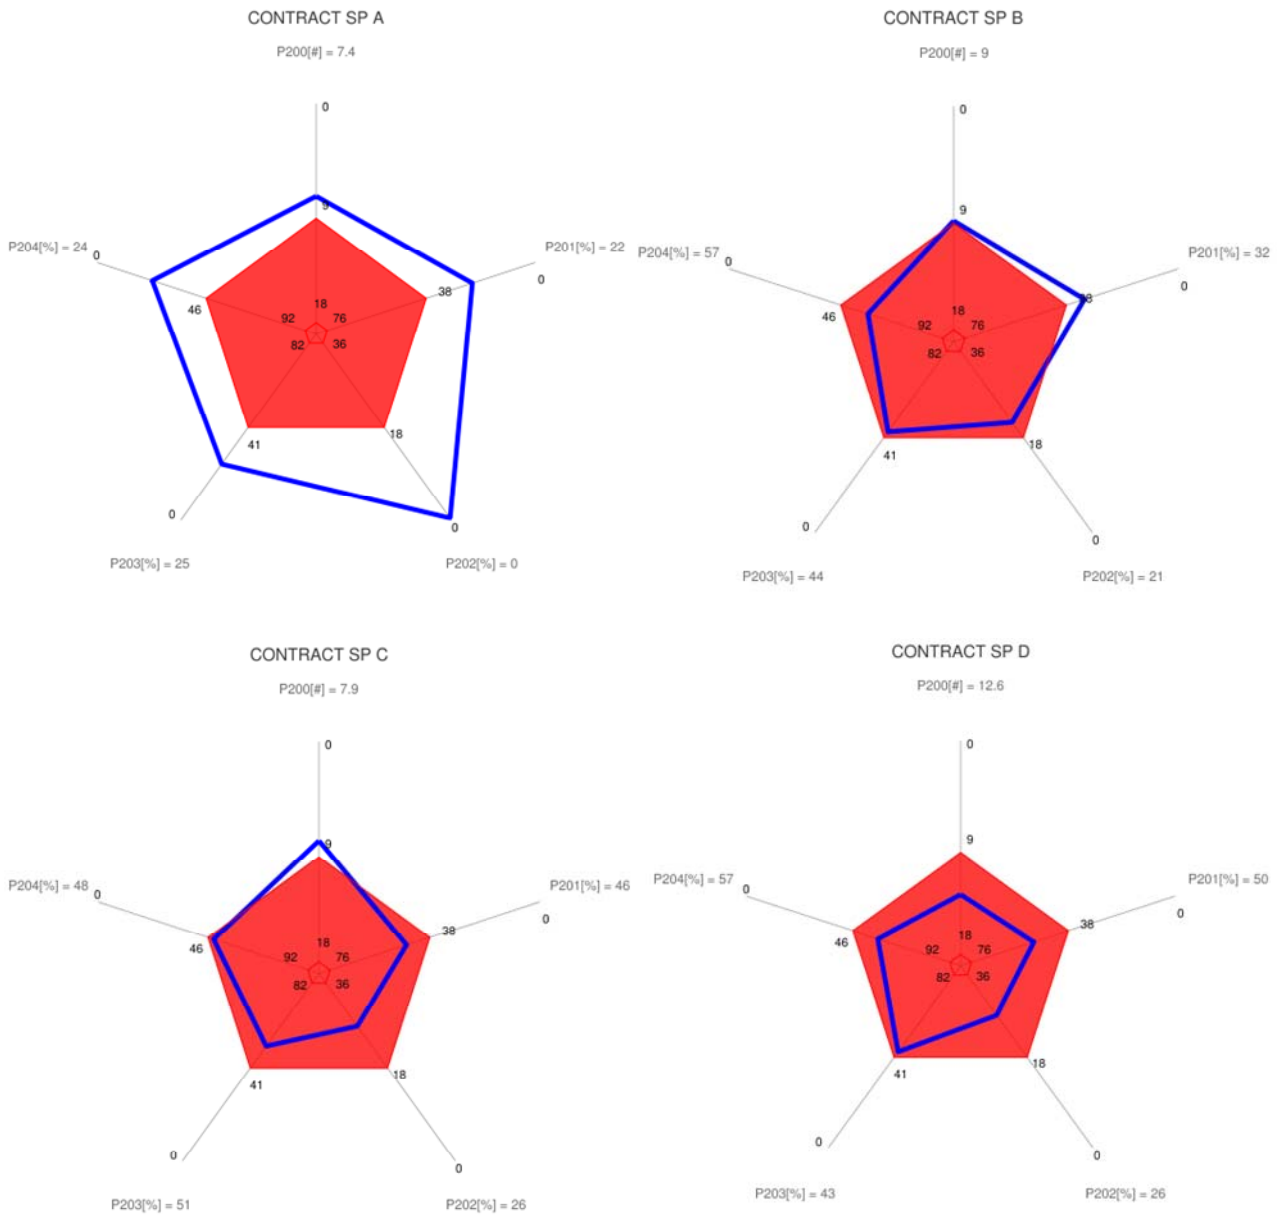 CONTRACT SP A
P200[#] = 7.4
0
9
P204[%] = 24
0
P201[%] = 22
0
38
46
18
92
76
82
36
41
18
0
0
P203[%] = 25
P202[%] = 0
CONTRACT SP B
P200[#] = 9
0
9
P204[%] = 57
0
P201[%] = 32
0
38
46
18
92
76
82
36
41
18
0
0
P203[%] = 44
P202[%] = 21
CONTRACT SP C
P200[#] = 7.9
0
9
P204[%] = 48
0
P201[%] = 46
0
38
46
18
92
76
82
36
41
18
0
0
P203[%] = 51
P202[%] = 26
CONTRACT SP D
P200[#] = 12.6
0
9
P204[%] = 57
0
P201[%] = 50
0
38
46
18
92
76
82
36
41
18
0
0
P203[%] = 43
P202[%] = 26